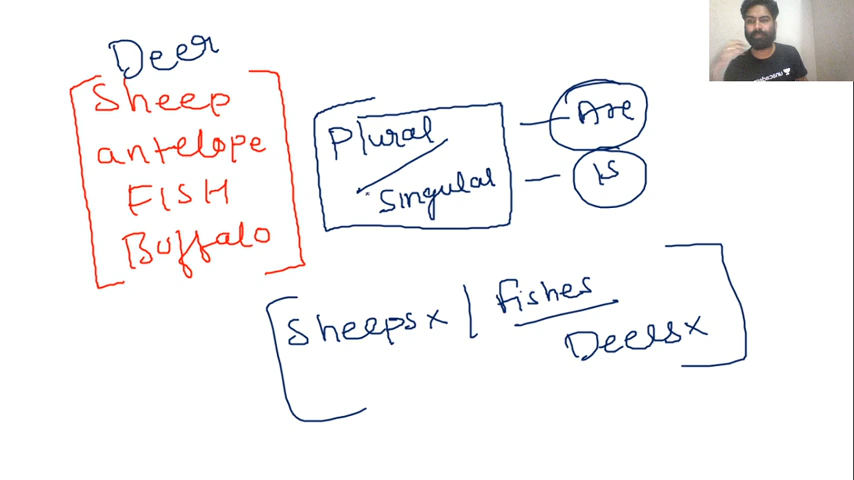 Deer
Sheep
antelope
FISH
Buffalo
Plural
Singular
Are
is
Sheeps x
fishes
Deers x